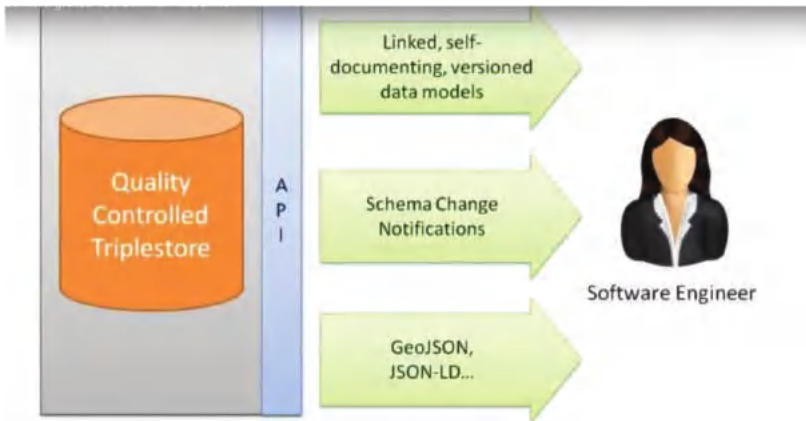 Linked, self-
documenting, versioned
data models
Quality
Controlled
Triplestore
A
P
I
Schema Change
Notifications
Software Engineer
GeoJSON,
JSON-LD...